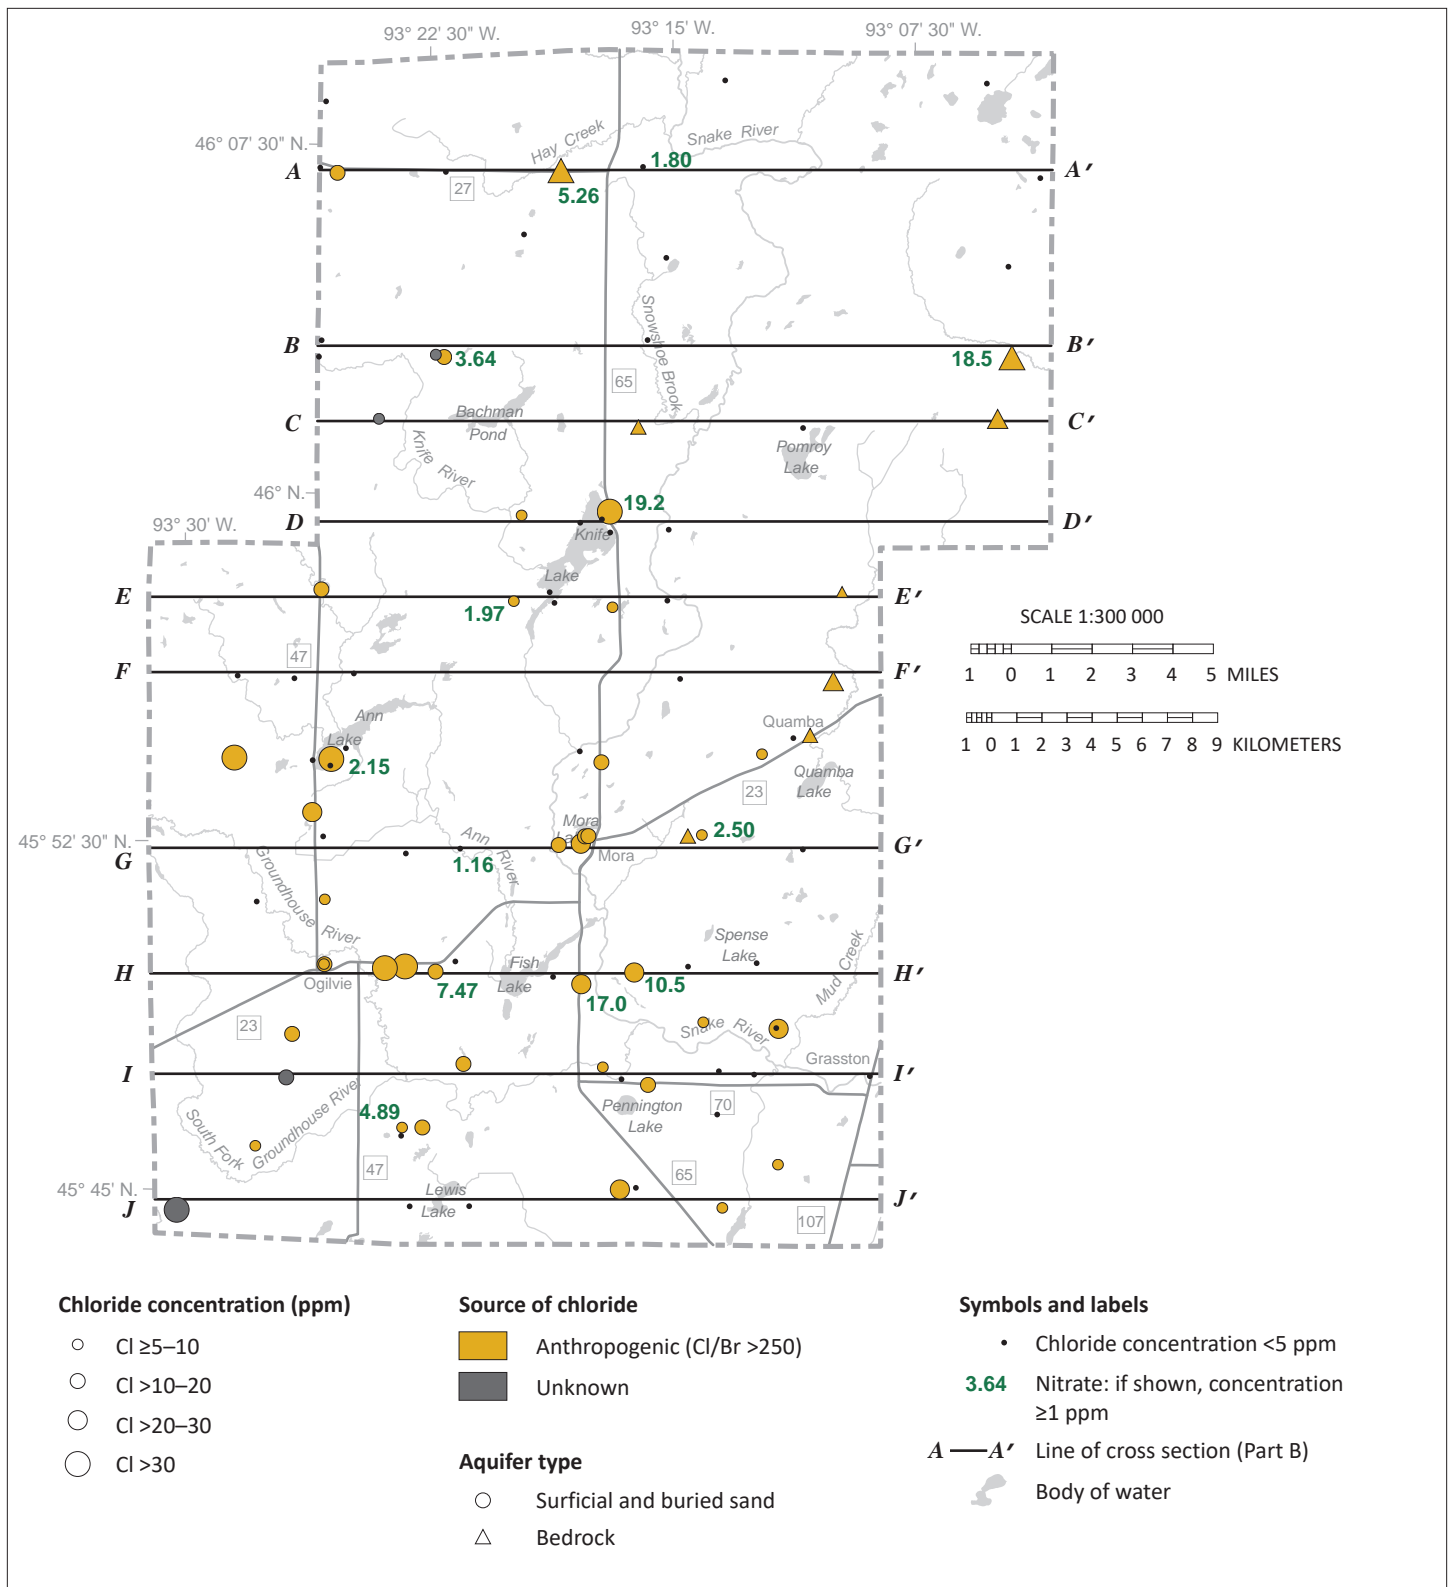 93° 22' 30" W.
93° 15' W.
93° 07' 30" W.
46° 07' 30" N.
Hay Creek
Snake River
1.80
A
A′
27
5.26
Snowshoe Brook
B
B′
3.64
18.5
65
Bachman
Pond
C
C′
Knife River
Pomroy
Lake
46° N.
19.2
93° 30' W.
D
D′
Knife
Lake
E
E′
1.97
SCALE 1:300 000
47
F
F′
1 0 1 2 3 4 5 MILES
Ann
Lake
Quamba
1 0 1 2 3 4 5 6 7 8 9 KILOMETERS
2.15
Quamba
Lake
23
Mora
La
2.50
45° 52' 30" N.
Ann River
G
G′
1.16
Mora
Groundhouse River
Spense
Lake
Mud Creek
Fish
Lake
H
H′
Ogilvie
7.47
17.0
10.5
23
Snake River
Grasston
I
I′
South Fork
Groundhouse River
4.89
Pennington
Lake
70
47
65
45° 45' N.
Lewis
Lake
J
J′
107
Chloride concentration (ppm)
Cl ≥5–10
Cl >10–20
Cl >20–30
Cl >30
Source of chloride
Anthropogenic (Cl/Br >250)
Unknown
Aquifer type
Surficial and buried sand
Bedrock
Symbols and labels
Chloride concentration <5 ppm
3.64 Nitrate: if shown, concentration
≥1 ppm
A — A′ Line of cross section (Part B)
Body of water